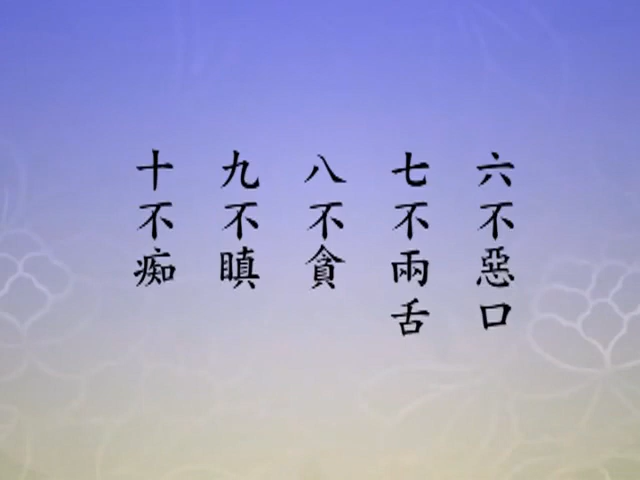 六不惡口
七不兩舌
八不貪
九不瞋
十不痴